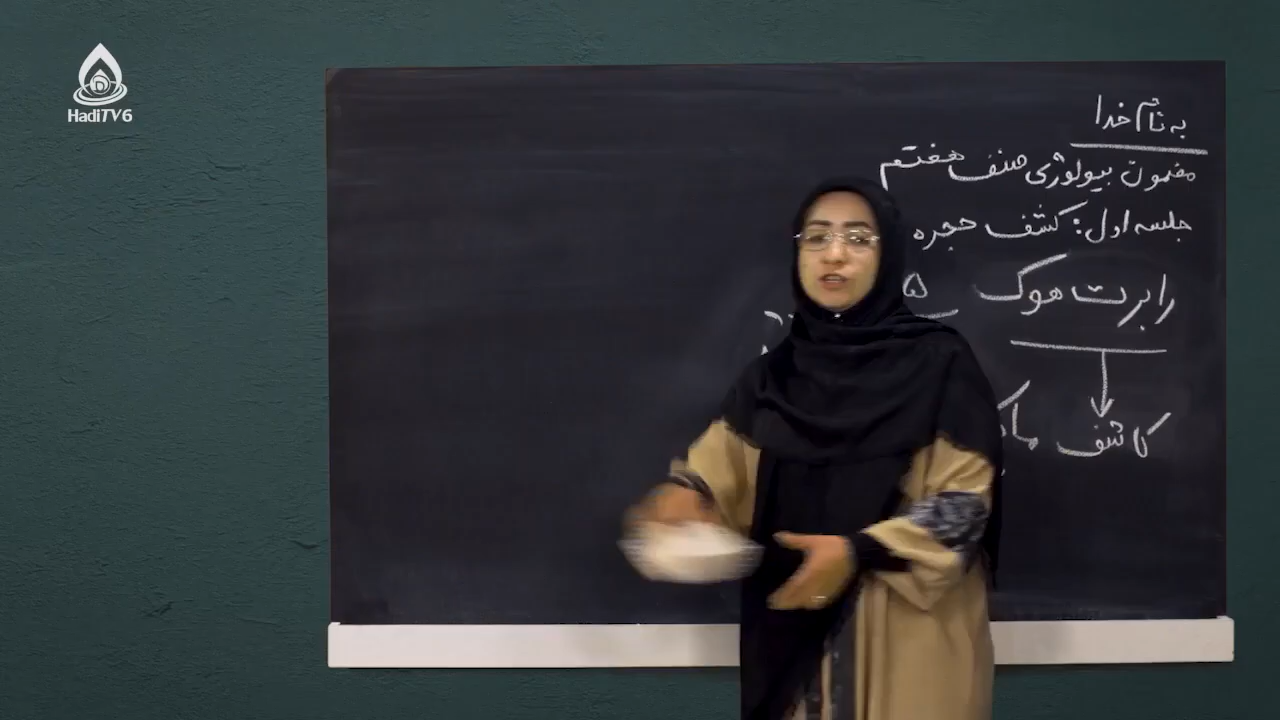 HadiTV6
به نام خدا
مضمون بیولوژی صنف هفتم
جلسه اول: کشف حجره
رابرت هوک
کاشف